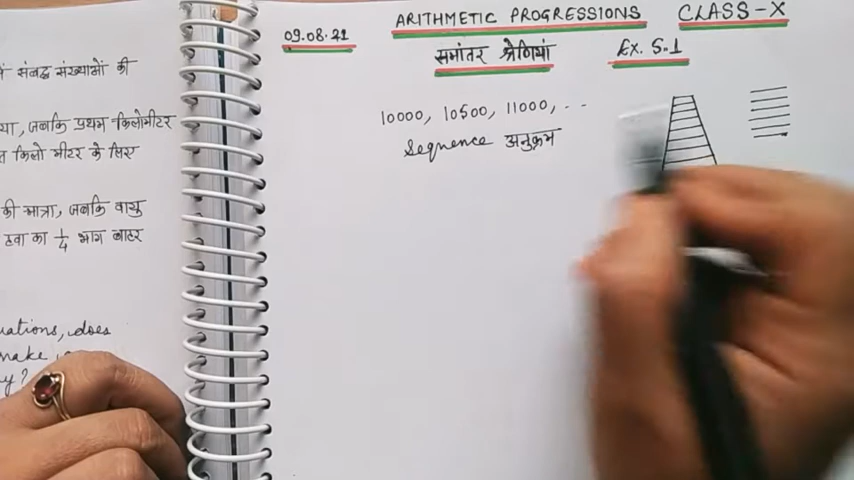 में संबद्ध संख्याओं की
या, जबकि प्रथम किलोमीटर
किलो मीटर के लिए
की मात्रा, जबकि वायु
हवा का 1/4 भाग बाहर
does
make
09.08.21
ARITHMETIC PROGRESSIONS CLASS-X
समांतर श्रेणियां Ex. 5.1
10000, 10500, 11000, ...
Sequence अनुक्रम